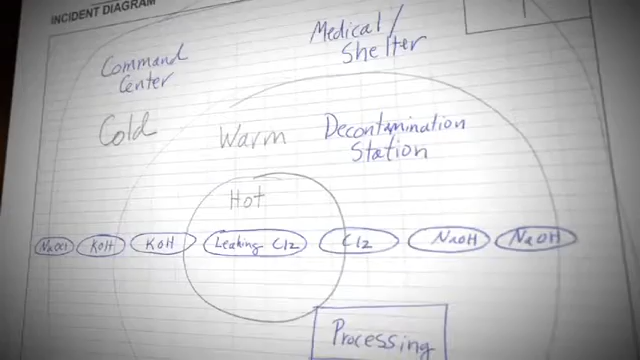 INCIDENT DIAGRAM
Command
Center
Medical/
Shelter
Cold
Warm
Decontamination
Station
Hot
NaOCl
KOH
KOH
Leaking Cl2
Cl2
NaOH
NaOH
Processing